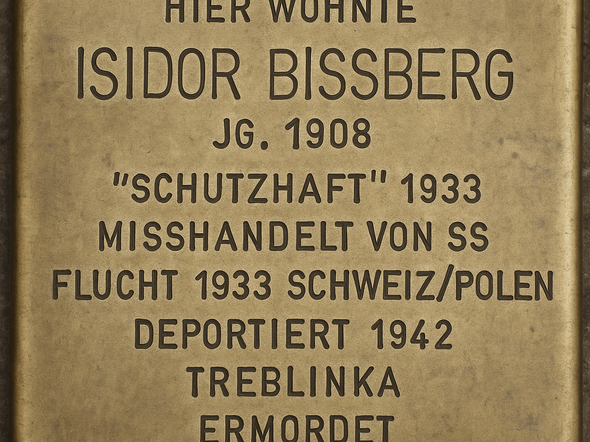 HIER WOHNTE
ISIDOR BISSBERG
JG. 1908
"SCHUTZHAFT" 1933
MISSHANDELT VON SS
FLUCHT 1933 SCHWEIZ/POLEN
DEPORTIERT 1942
TREBLINKA
ERMORDET